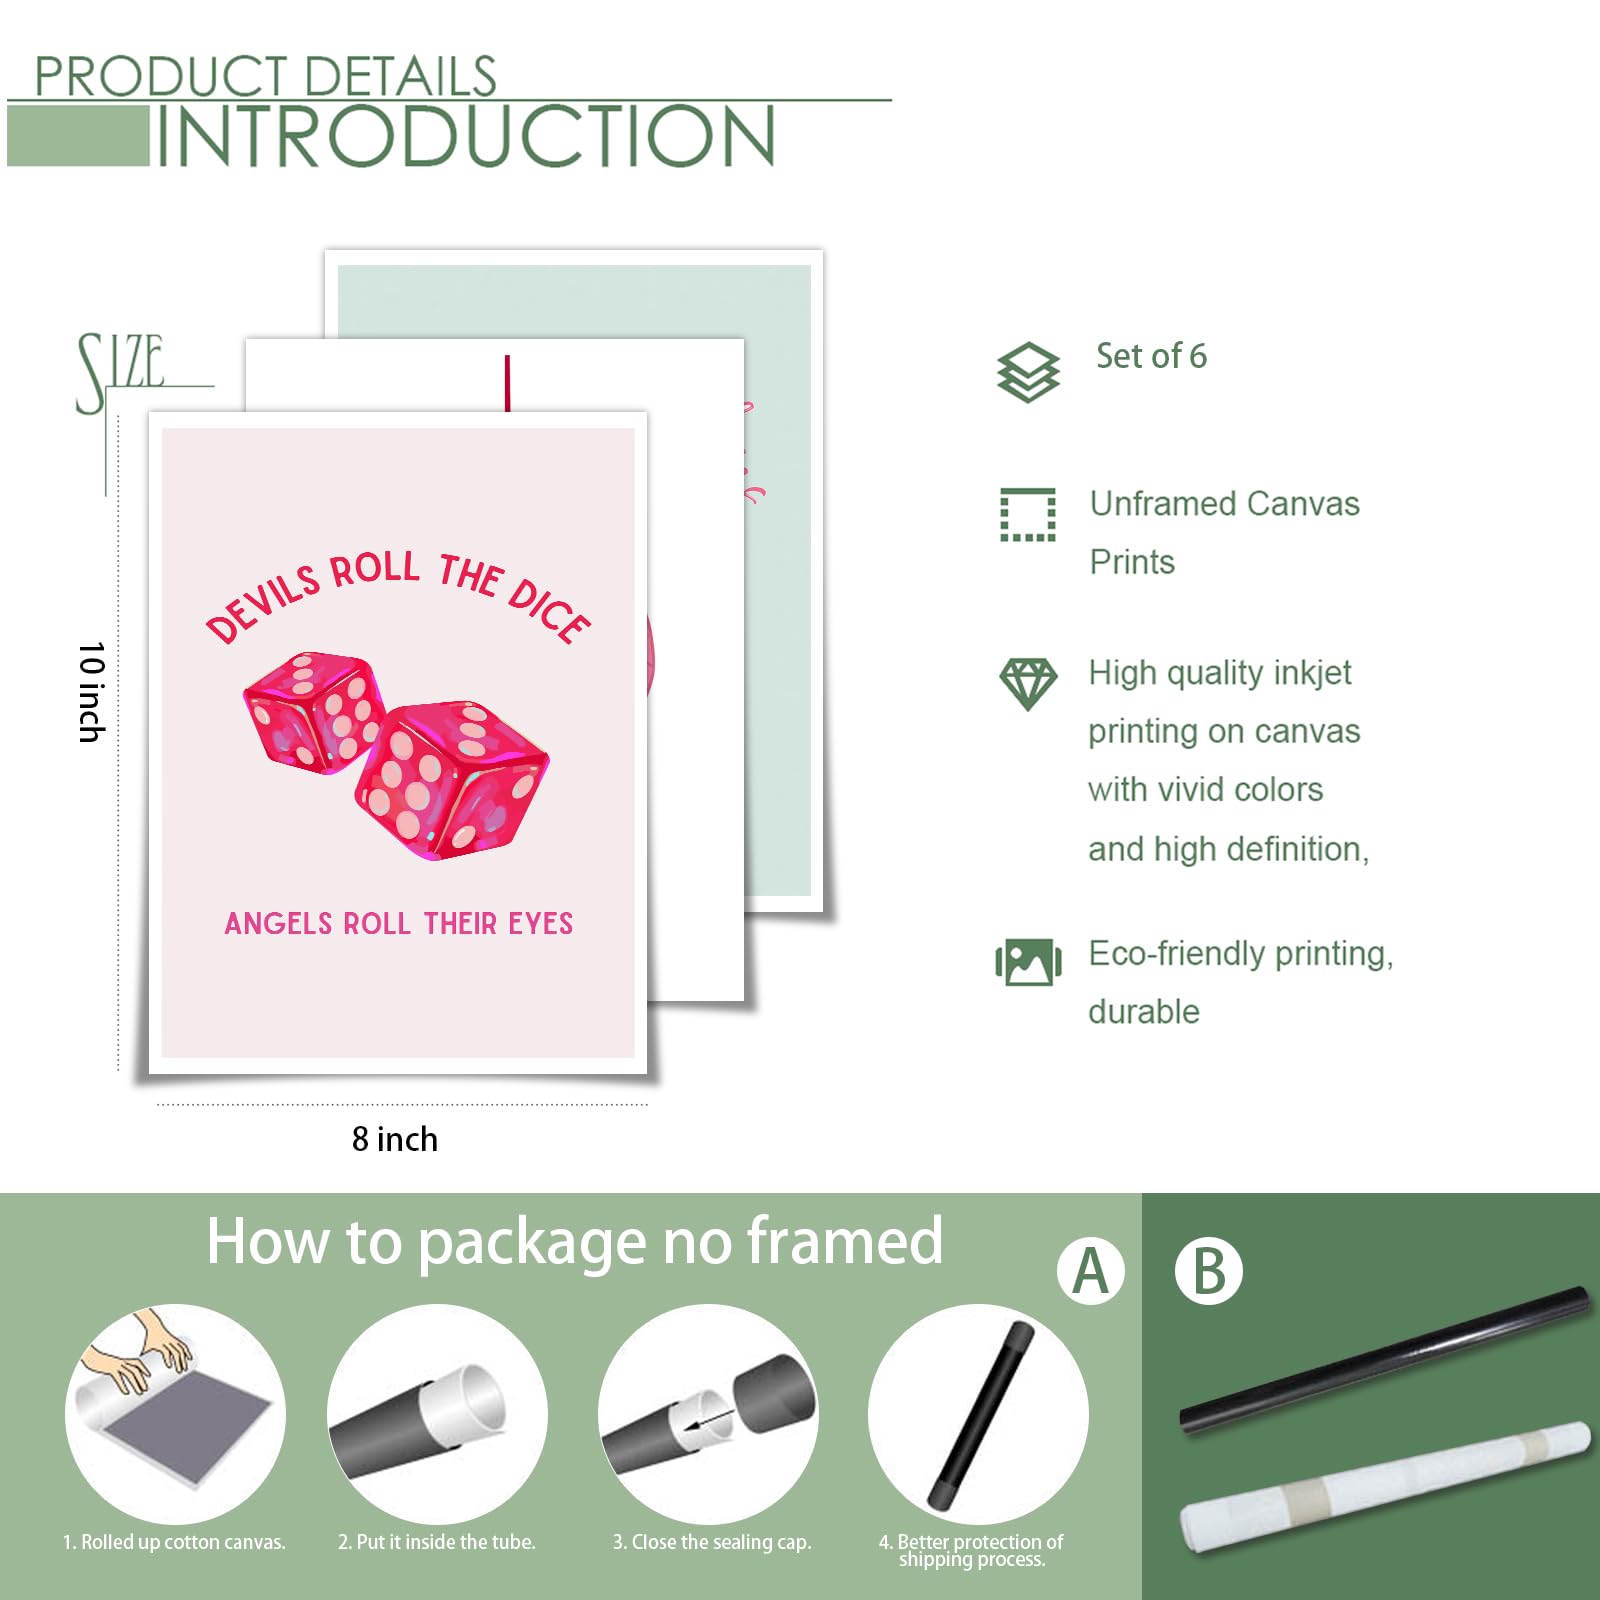 PRODUCT DETAILS
INTRODUCTION
SIZE
10 inch
DEVILS ROLL THE DICE
ANGELS ROLL THEIR EYES
8 inch
Set of 6
Unframed Canvas
Prints
High quality inkjet
printing on canvas
with vivid colors
and high definition,
Eco-friendly printing,
durable
How to package no framed
A
B
1. Rolled up cotton canvas.
2. Put it inside the tube.
3. Close the sealing cap.
4. Better protection of
shipping process.